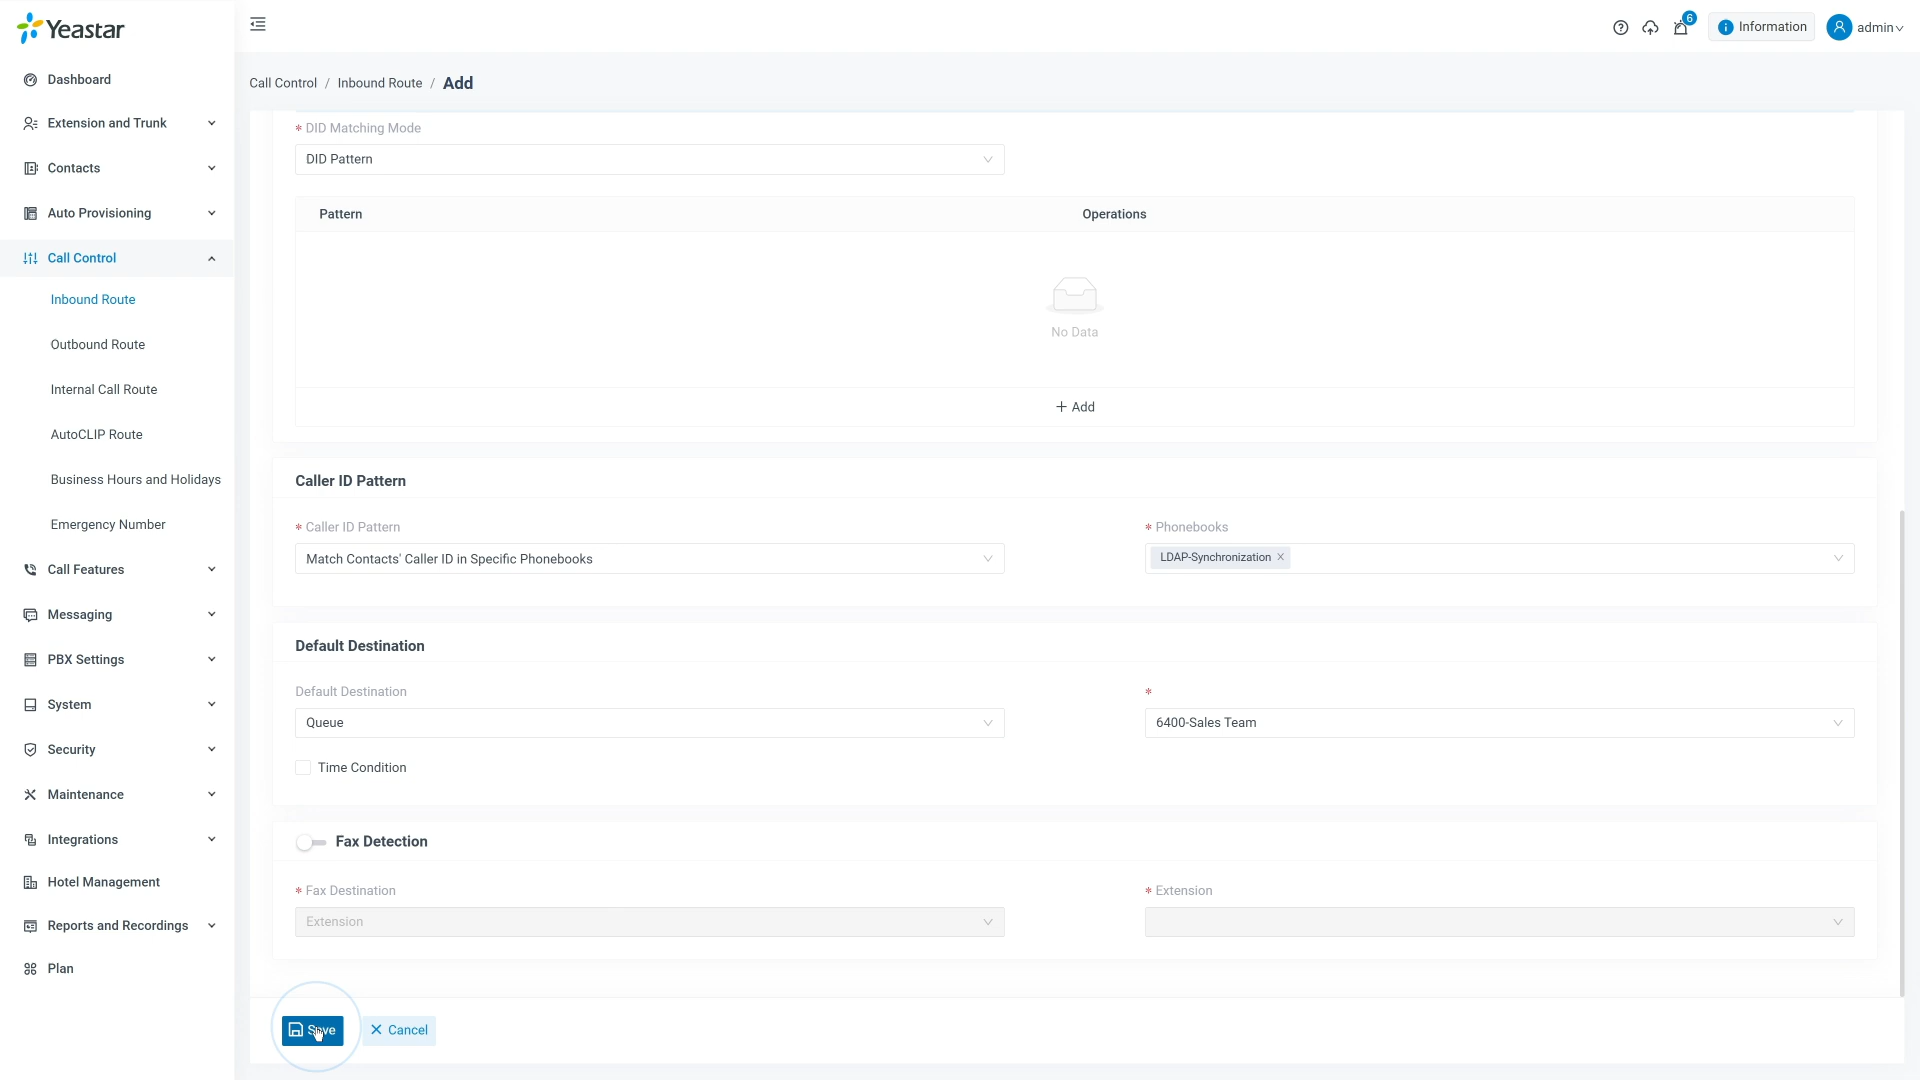 Yeastar
6
Information
admin
Dashboard
Extension and Trunk
Contacts
Auto Provisioning
Call Control
Inbound Route
Outbound Route
Internal Call Route
AutoCLIP Route
Business Hours and Holidays
Emergency Number
Call Features
Messaging
PBX Settings
System
Security
Maintenance
Integrations
Hotel Management
Reports and Recordings
Plan
Call Control / Inbound Route / Add
* DID Matching Mode
DID Pattern
Pattern Operations
No Data
+ Add
Caller ID Pattern
* Caller ID Pattern * Phonebooks
Match Contacts' Caller ID in Specific Phonebooks LDAP-Synchronization ×
Default Destination
Default Destination *
Queue 6400-Sales Team
Time Condition
Fax Detection
* Fax Destination * Extension
Extension
Save × Cancel